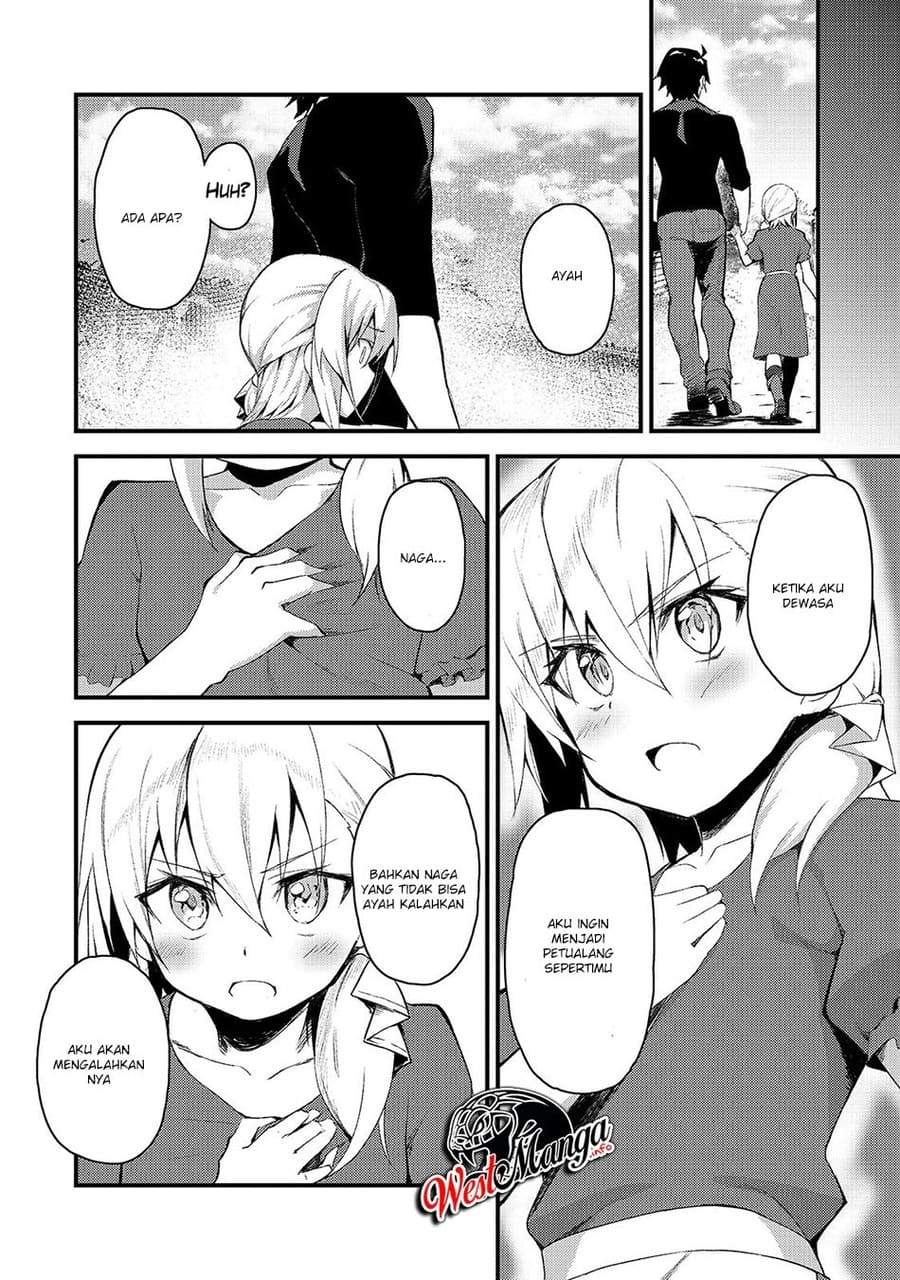 AYAH
HUH?
ADA APA?
KETIKA AKU
DEWASA
AKU INGIN
MENJADI
PETUALANG
SEPERTIMU
NAGA...
BAHKAN NAGA
YANG TIDAK BISA
AYAH KALAHKAN
AKU AKAN
MENGALAHKAN
NYA
WestManga
.info